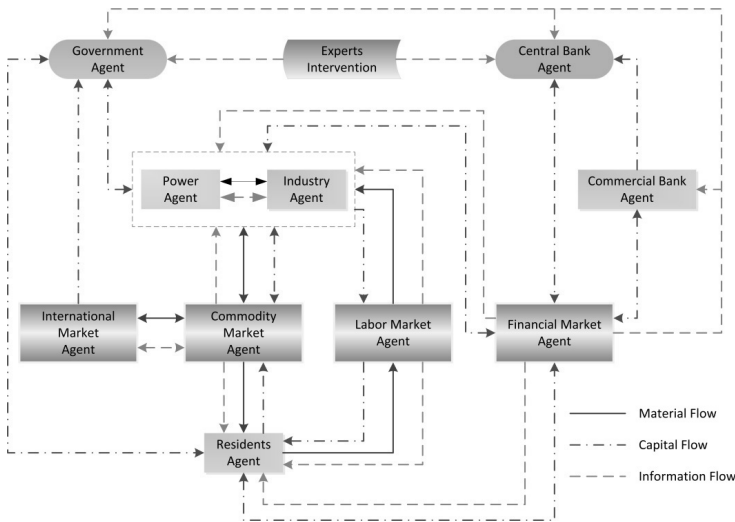 Government
Agent
Experts
Intervention
Central Bank
Agent
Power
Agent
Industry
Agent
Commercial Bank
Agent
International
Market
Agent
Commodity
Market
Agent
Labor Market
Agent
Financial Market
Agent
Residents
Agent
Material Flow
Capital Flow
Information Flow